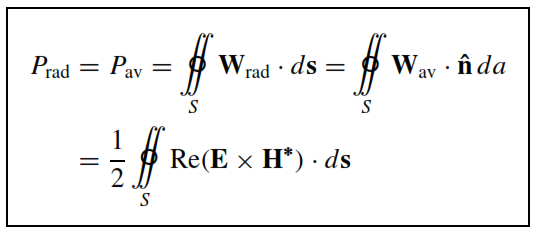 P_rad = P_av = ∯_S W_rad · ds = ∯_S W_av · n̂ da
= 1/2 ∯_S Re(E × H*) · ds